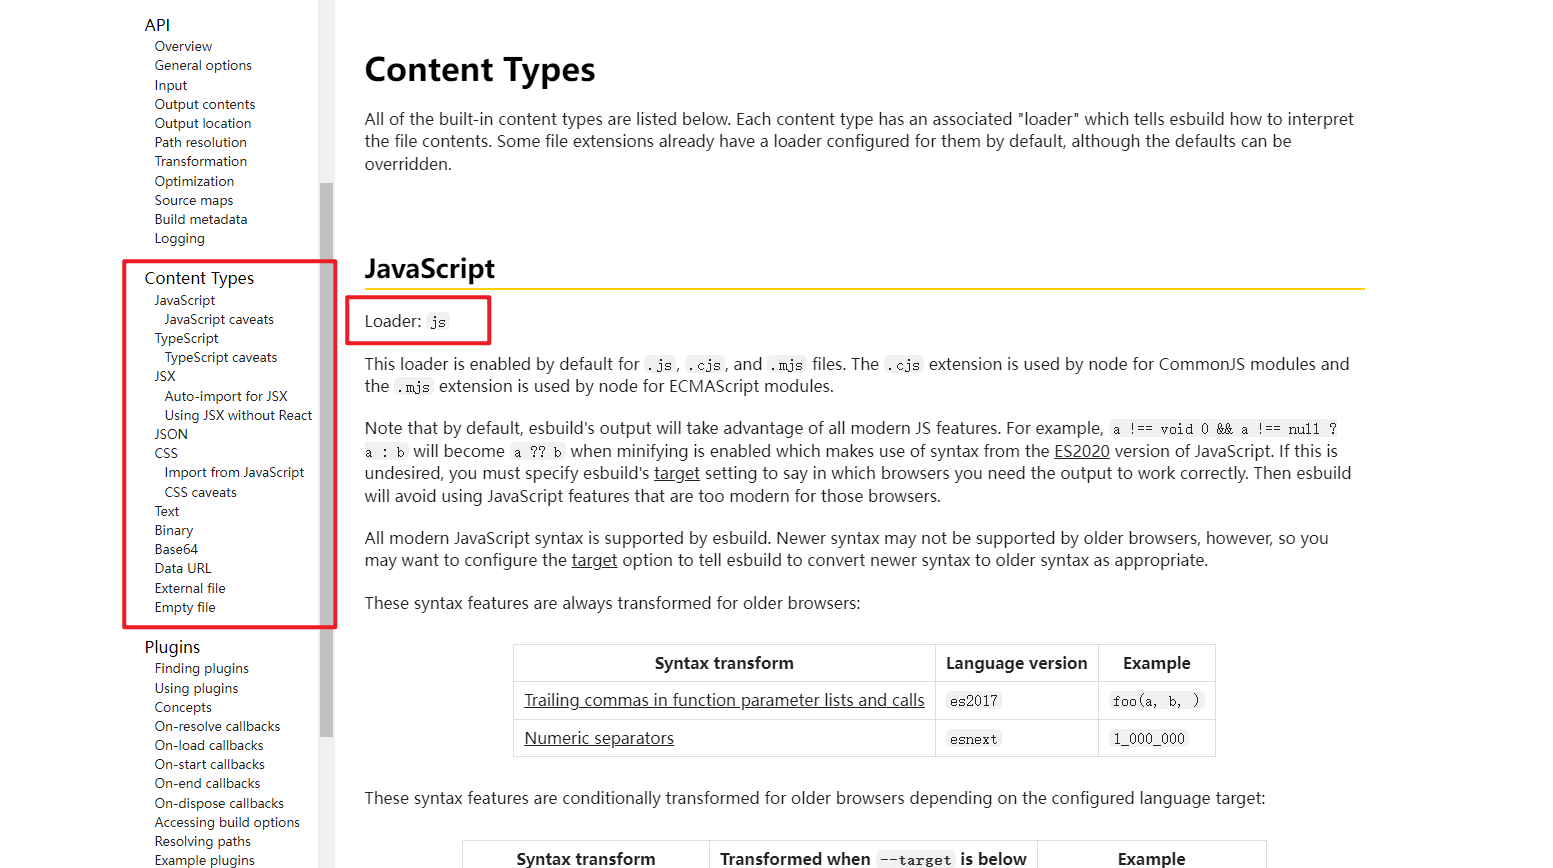 API
Overview
General options
Input
Output contents
Output location
Path resolution
Transformation
Optimization
Source maps
Build metadata
Logging
Content Types
JavaScript
JavaScript caveats
TypeScript
TypeScript caveats
JSX
Auto-import for JSX
Using JSX without React
JSON
CSS
Import from JavaScript
CSS caveats
Text
Binary
Base64
Data URL
External file
Empty file
Plugins
Finding plugins
Using plugins
Concepts
On-resolve callbacks
On-load callbacks
On-start callbacks
On-end callbacks
On-dispose callbacks
Accessing build options
Resolving paths
Example plugins
Content Types
All of the built-in content types are listed below. Each content type has an associated "loader" which tells esbuild how to interpret
the file contents. Some file extensions already have a loader configured for them by default, although the defaults can be
overridden.
JavaScript
Loader: js
This loader is enabled by default for .js, .cjs, and .mjs files. The .cjs extension is used by node for CommonJS modules and
the .mjs extension is used by node for ECMAScript modules.
Note that by default, esbuild's output will take advantage of all modern JS features. For example, a !== void 0 && a !== null ?
a : b will become a ?? b when minifying is enabled which makes use of syntax from the ES2020 version of JavaScript. If this is
undesired, you must specify esbuild's target setting to say in which browsers you need the output to work correctly. Then esbuild
will avoid using JavaScript features that are too modern for those browsers.
All modern JavaScript syntax is supported by esbuild. Newer syntax may not be supported by older browsers, however, so you
may want to configure the target option to tell esbuild to convert newer syntax to older syntax as appropriate.
These syntax features are always transformed for older browsers:
Syntax transform Language version Example
Trailing commas in function parameter lists and calls es2017 foo(a, b, )
Numeric separators esnext 1_000_000
These syntax features are conditionally transformed for older browsers depending on the configured language target:
Syntax transform Transformed when --target is below Example